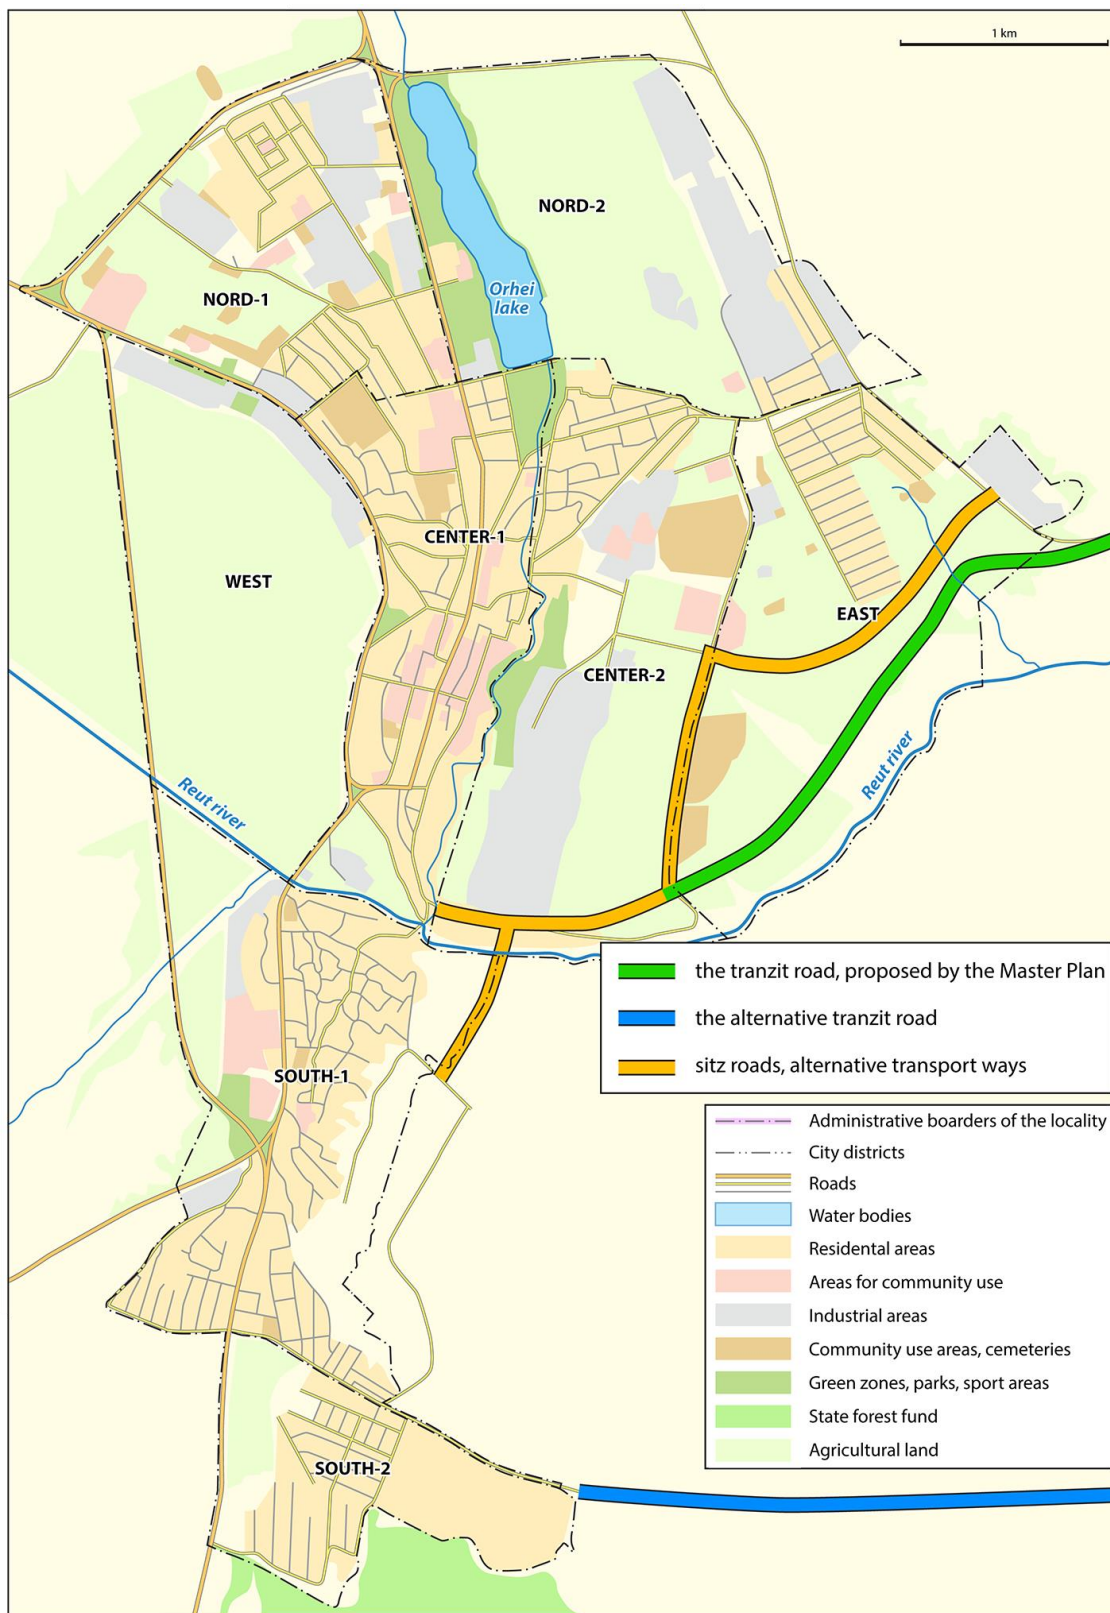 1 km
NORD-2
Orhei
lake
NORD-1
CENTER-1
WEST
EAST
CENTER-2
Reut river
Reut river
the tranzit road, proposed by the Master Plan
the alternative tranzit road
sitz roads, alternative transport ways
SOUTH-1
Administrative boarders of the locality
City districts
Roads
Water bodies
Residental areas
Areas for community use
Industrial areas
Community use areas, cemeteries
Green zones, parks, sport areas
State forest fund
Agricultural land
SOUTH-2